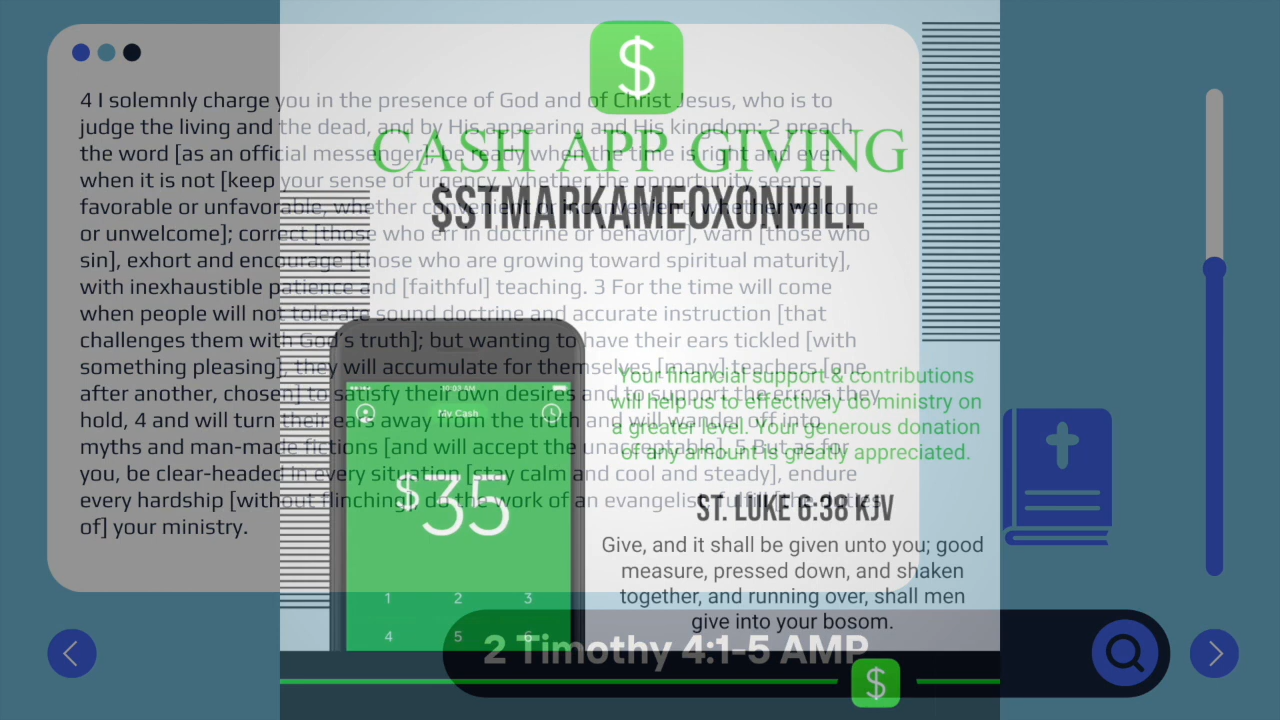 4 I solemnly charge you in the presence of God and of Christ Jesus, who is to
judge the living and the dead, and by His appearing and His kingdom: 2 preach
the word [as an official messenger]; be ready when the time is right and even
when it is not [keep your sense of urgency, whether the opportunity seems
favorable or unfavorable, whether convenient or inconvenient, whether welcome
or unwelcome]; correct [those who err in doctrine or behavior], warn [those who
sin], exhort and encourage [those who are growing toward spiritual maturity],
with inexhaustible patience and [faithful] teaching. 3 For the time will come
when people will not tolerate sound doctrine and accurate instruction [that
challenges them with God's truth]; but wanting to have their ears tickled [with
something pleasing], they will accumulate for themselves [many] teachers [one
after another, chosen] to satisfy their own desires and to support the errors they
hold, 4 and will turn their ears away from the truth and will wander off into
myths and man-made fictions [and will accept the unacceptable]. 5 But as for
you, be clear-headed in every situation [stay calm and cool and steady], endure
every hardship [without flinching], do the work of an evangelist, fulfill [the duties
of] your ministry.
$
CASH APP GIVING
$STMARKAMEOXONHILL
10:03 AM
My Cash
$35
1 2 3
4 5 6
Your financial support & contributions
will help us to effectively do ministry on
a greater level. Your generous donation
of any amount is greatly appreciated.
ST. LUKE 6:38 KJV
Give, and it shall be given unto you; good
measure, pressed down, and shaken
together, and running over, shall men
give into your bosom.
2 Timothy 4:1-5 AMP
$